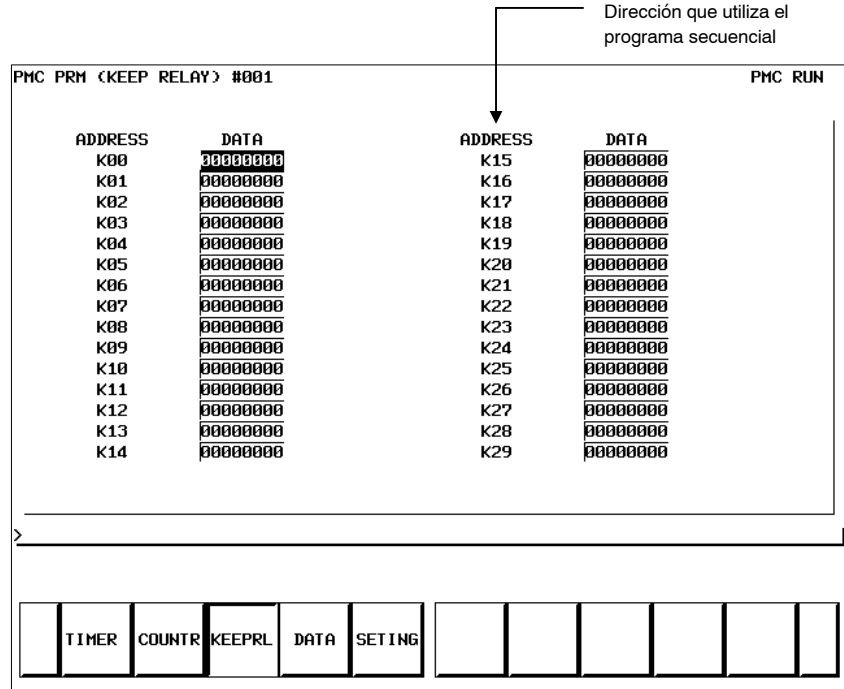 Dirección que utiliza el
programa secuencial
PMC PRM (KEEP RELAY) #001 PMC RUN
ADDRESS DATA ADDRESS DATA
K00 00000000 K15 00000000
K01 00000000 K16 00000000
K02 00000000 K17 00000000
K03 00000000 K18 00000000
K04 00000000 K19 00000000
K05 00000000 K20 00000000
K06 00000000 K21 00000000
K07 00000000 K22 00000000
K08 00000000 K23 00000000
K09 00000000 K24 00000000
K10 00000000 K25 00000000
K11 00000000 K26 00000000
K12 00000000 K27 00000000
K13 00000000 K28 00000000
K14 00000000 K29 00000000
>
TIMER COUNTR KEEPRL DATA SETING